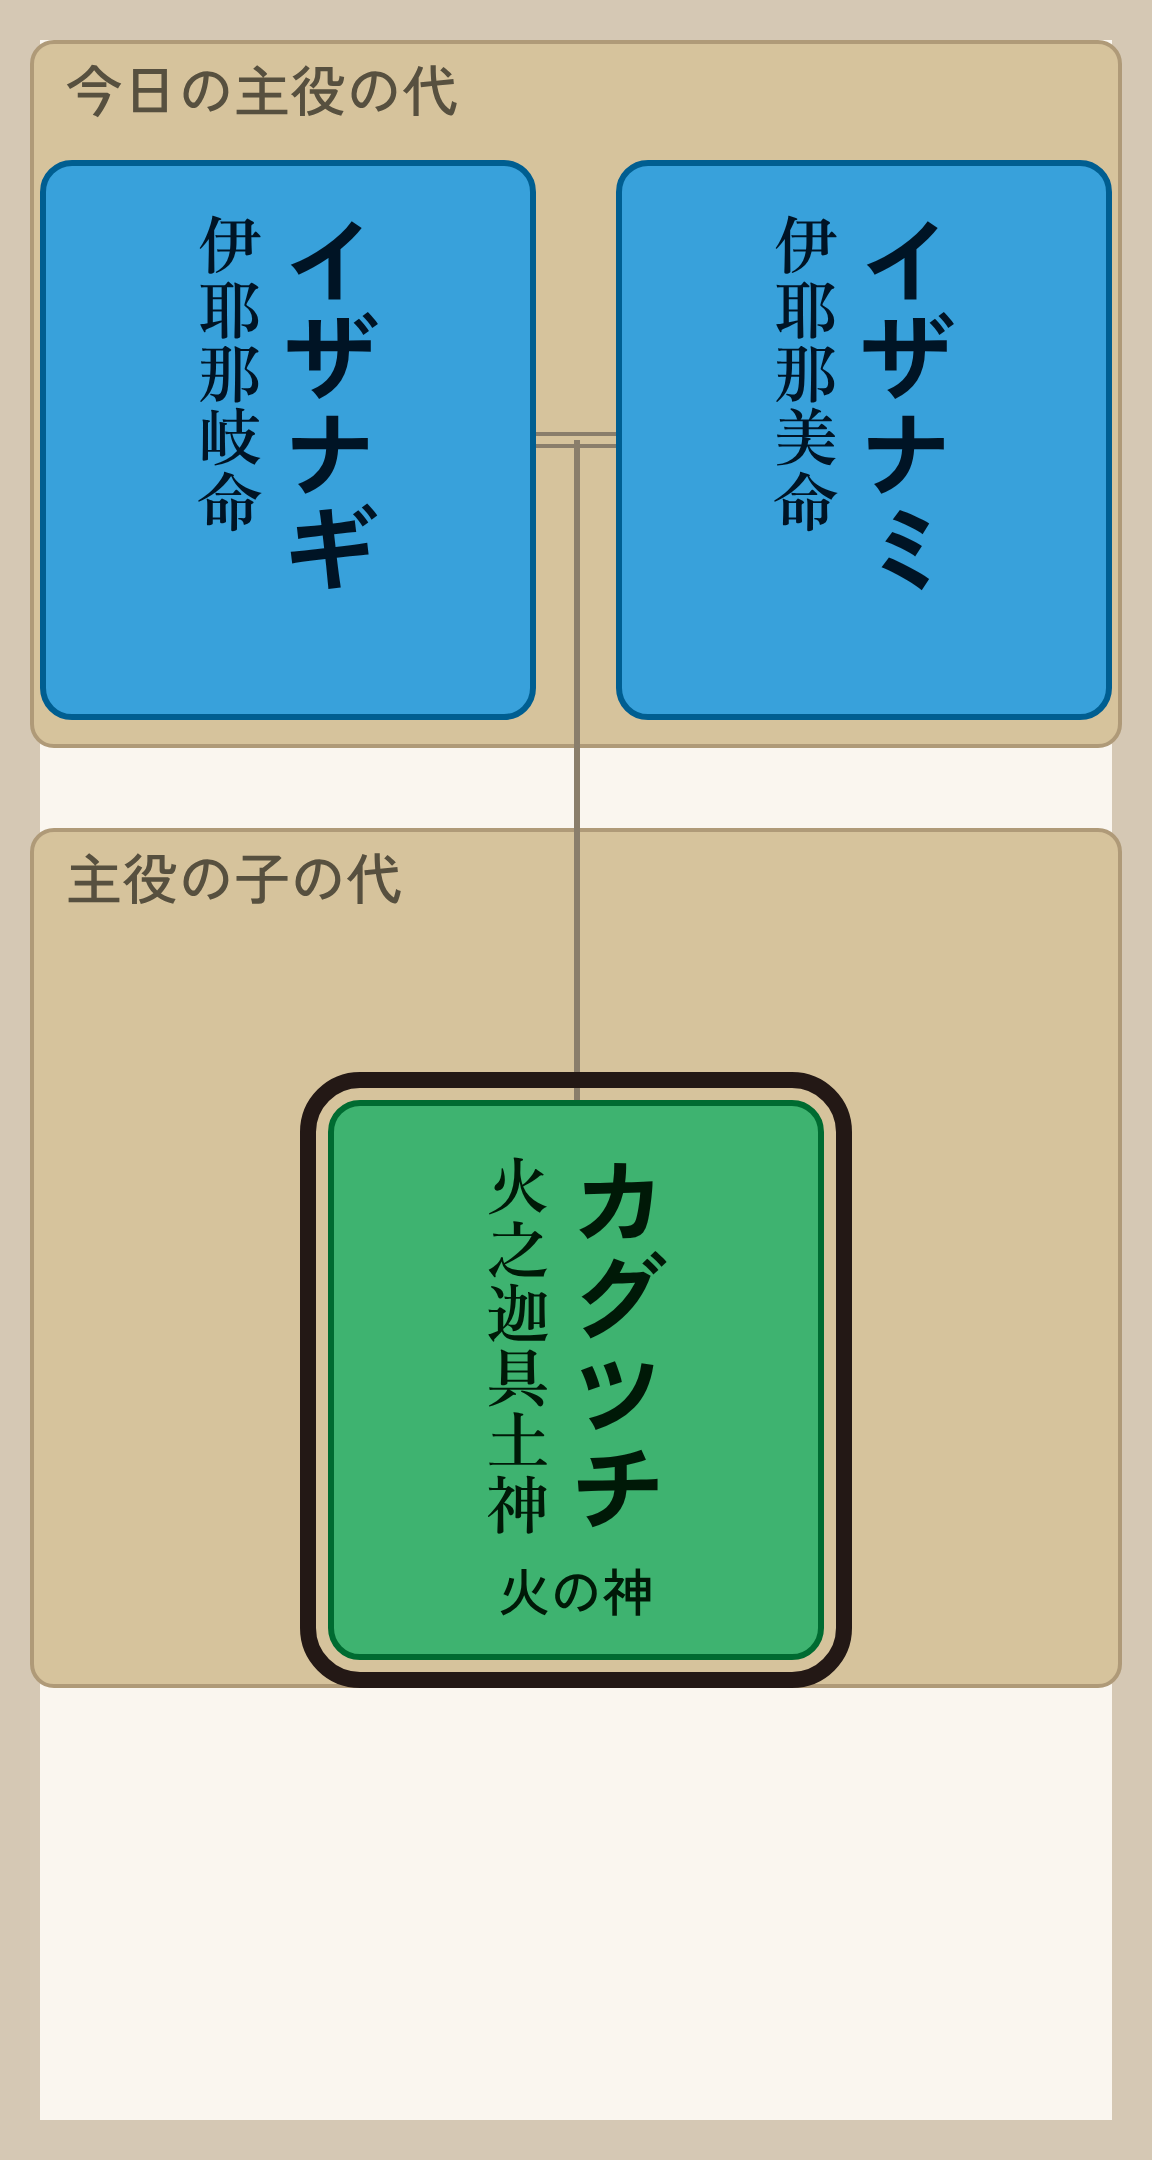 今日の主役の代
イザナギ
伊耶那岐命
イザナミ
伊耶那美命
主役の子の代
カグツチ
火之迦具土神
火の神